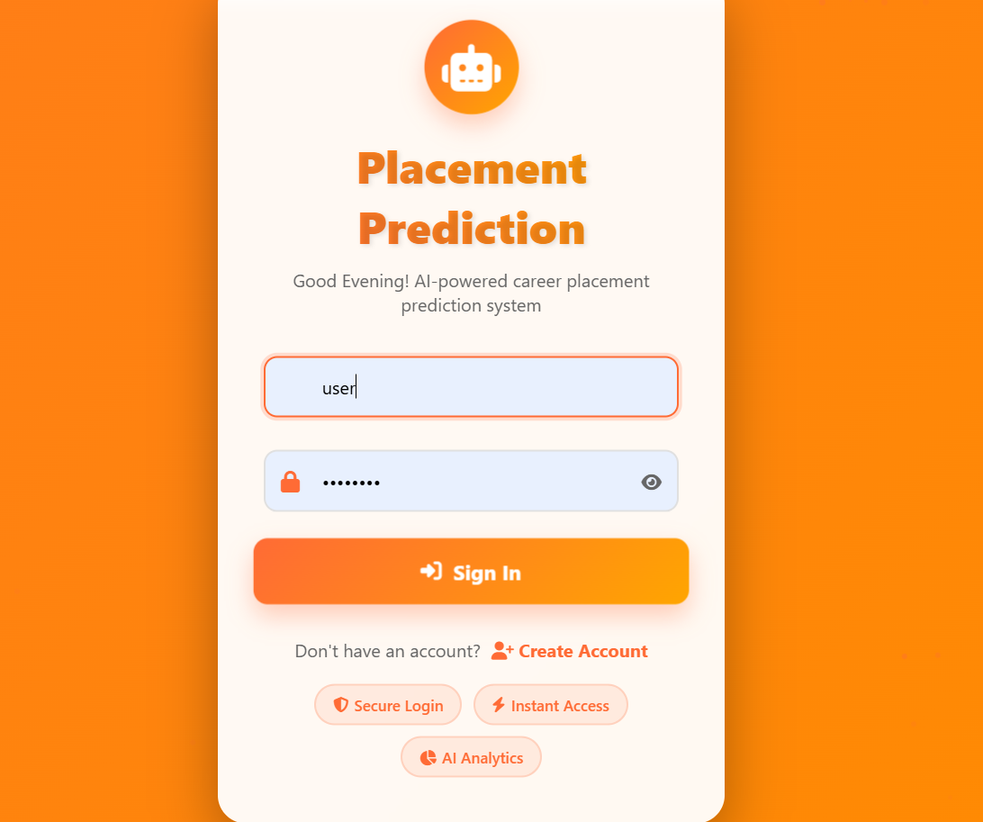 Placement
Prediction
Good Evening! AI-powered career placement
prediction system
user
••••••••
Sign In
Don't have an account? Create Account
Secure Login Instant Access
AI Analytics